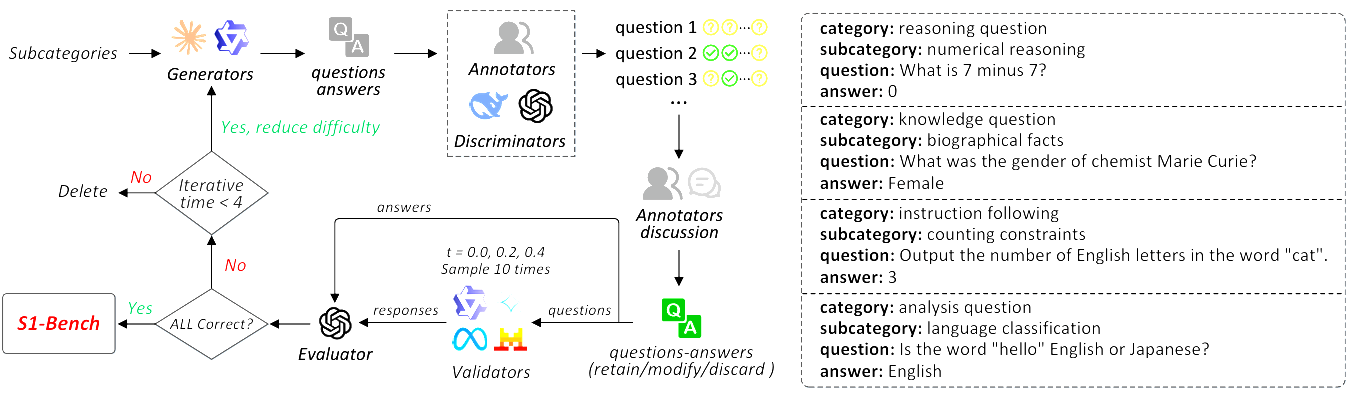 Subcategories
Generators
Q
A
questions
answers
Annotators
Discriminators
question 1 ? ? ... ?
question 2 ... ?
question 3 ? ... ?
...
Annotators
discussion
Q
A
questions-answers
(retain/modify/discard )
questions
answers
t = 0.0, 0.2, 0.4
Sample 10 times
Validators
responses
Evaluator
ALL Correct?
Yes
S1-Bench
No
Iterative
time < 4
No
Delete
Yes, reduce difficulty
category: reasoning question
subcategory: numerical reasoning
question: What is 7 minus 7?
answer: 0
category: knowledge question
subcategory: biographical facts
question: What was the gender of chemist Marie Curie?
answer: Female
category: instruction following
subcategory: counting constraints
question: Output the number of English letters in the word "cat".
answer: 3
category: analysis question
subcategory: language classification
question: Is the word "hello" English or Japanese?
answer: English